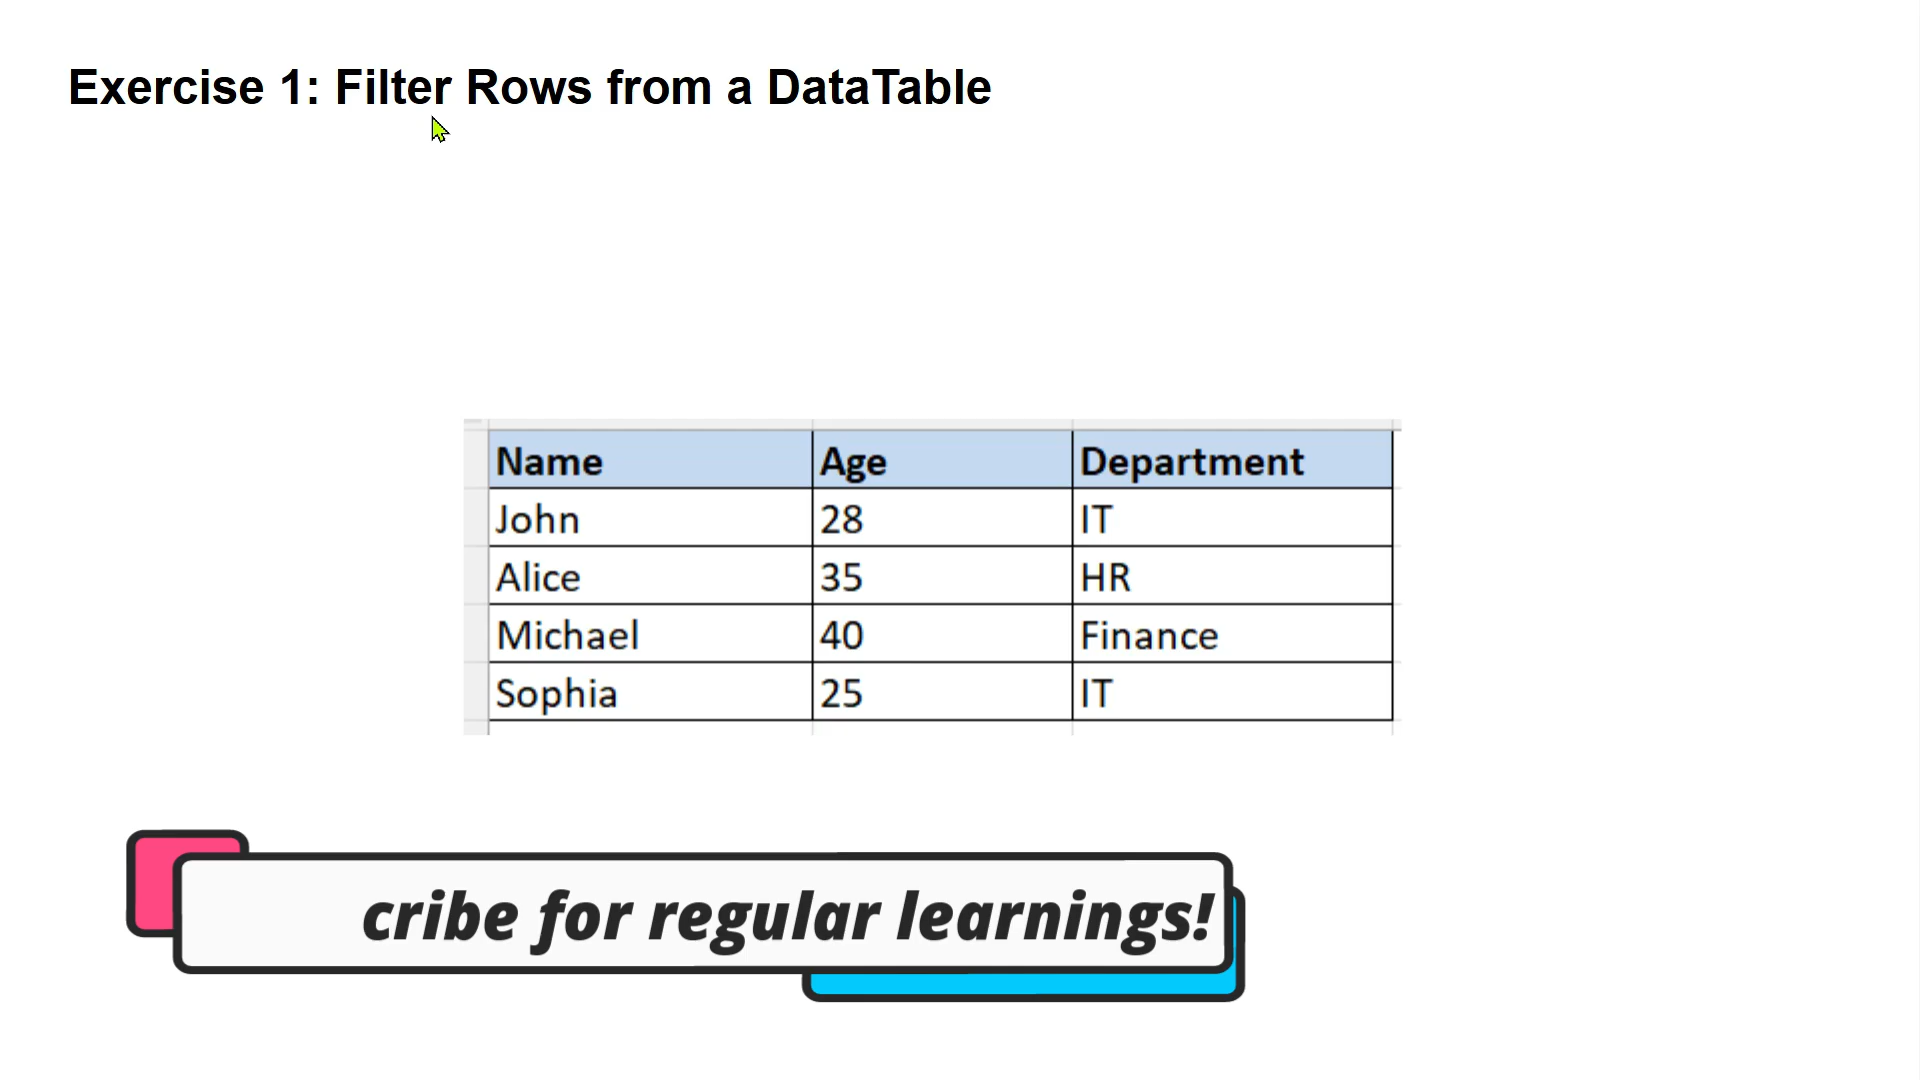 Exercise 1: Filter Rows from a DataTable
Name Age Department
John 28 IT
Alice 35 HR
Michael 40 Finance
Sophia 25 IT
cribe for regular learnings!